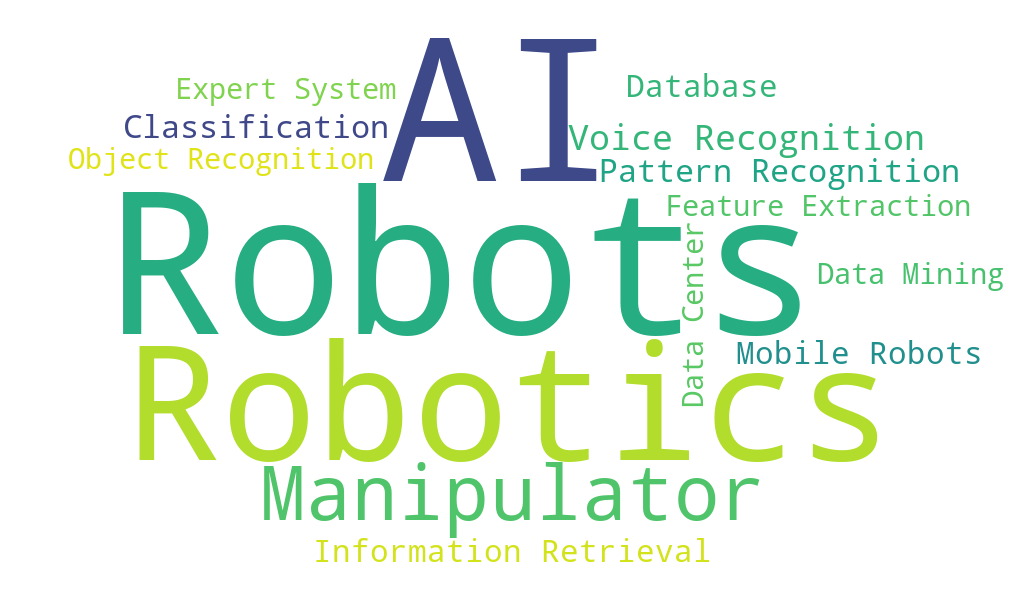 AI
Expert System
Database
Classification
Voice Recognition
Object Recognition
Pattern Recognition
Robots
Feature Extraction
Data Center
Data Mining
Mobile Robots
Robotics
Manipulator
Information Retrieval